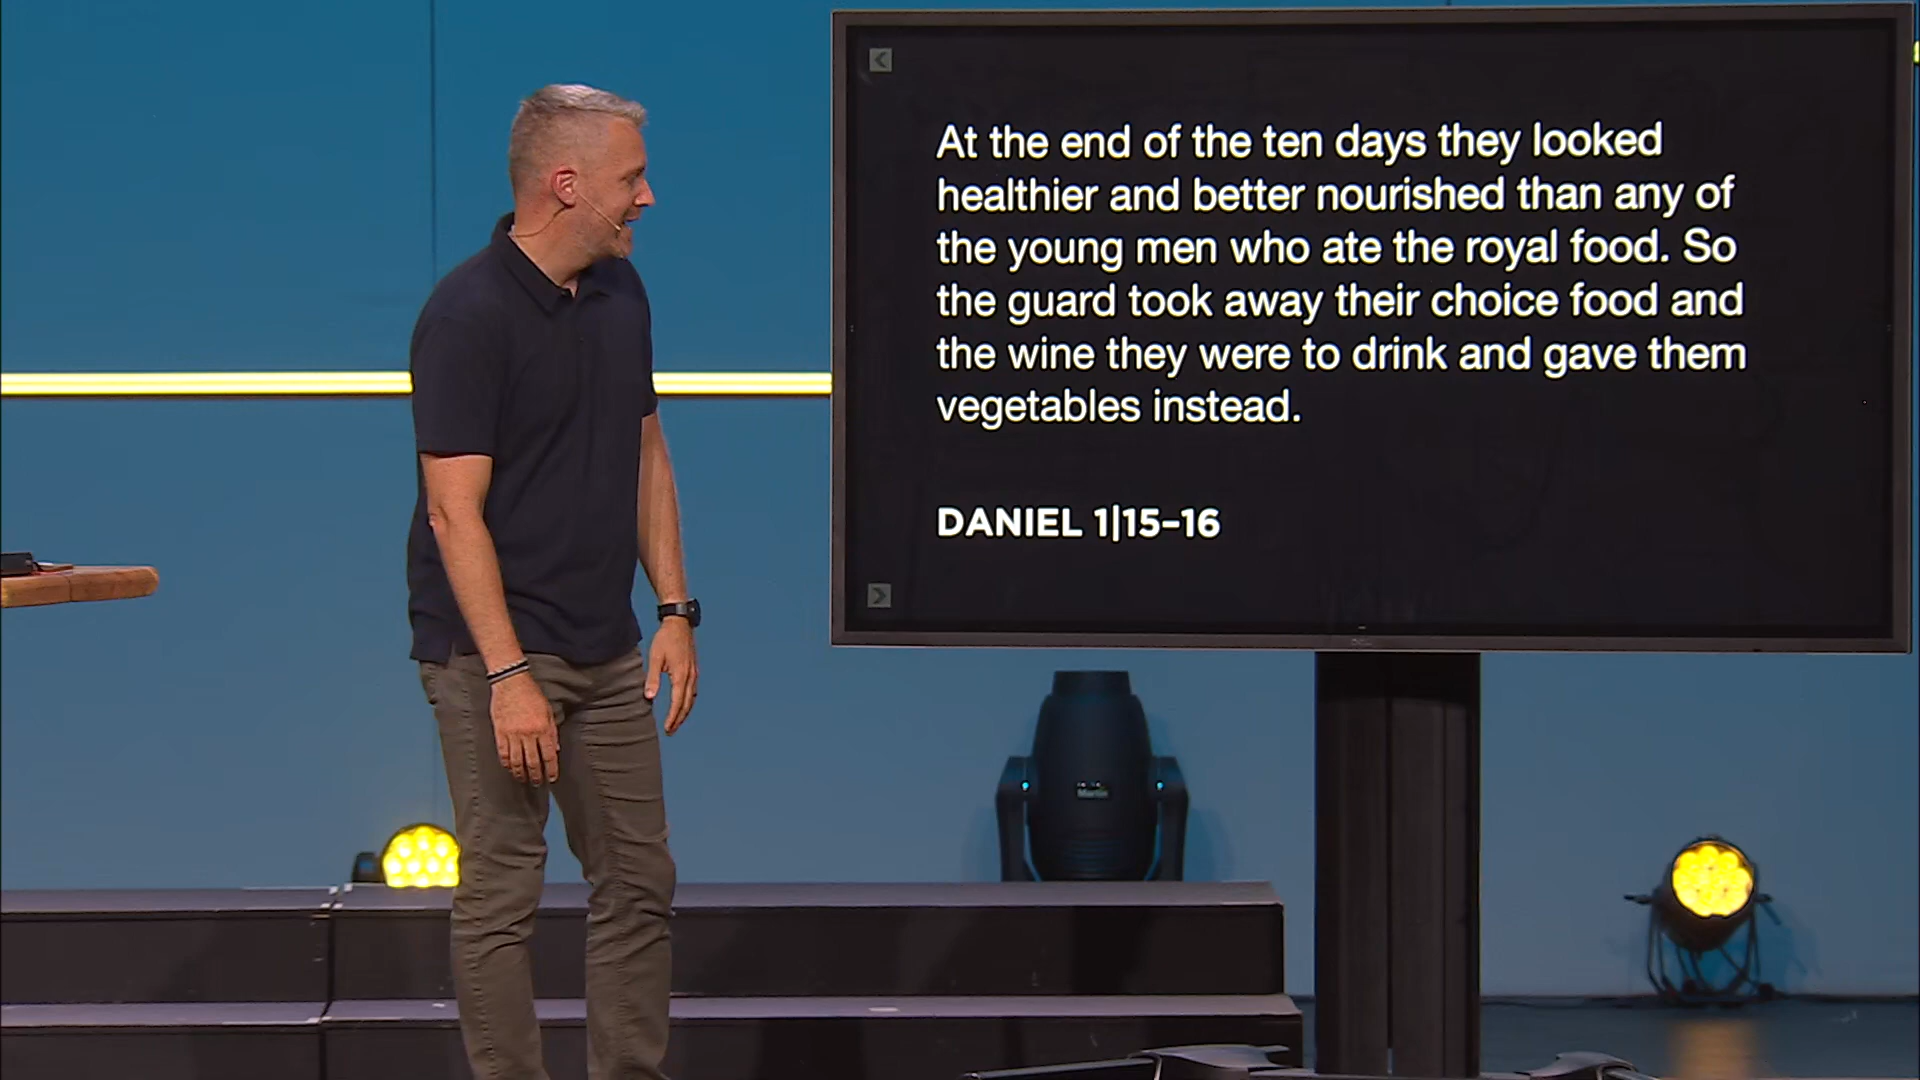 At the end of the ten days they looked
healthier and better nourished than any of
the young men who ate the royal food. So
the guard took away their choice food and
the wine they were to drink and gave them
vegetables instead.
DANIEL 1|15–16
DELL
Martin